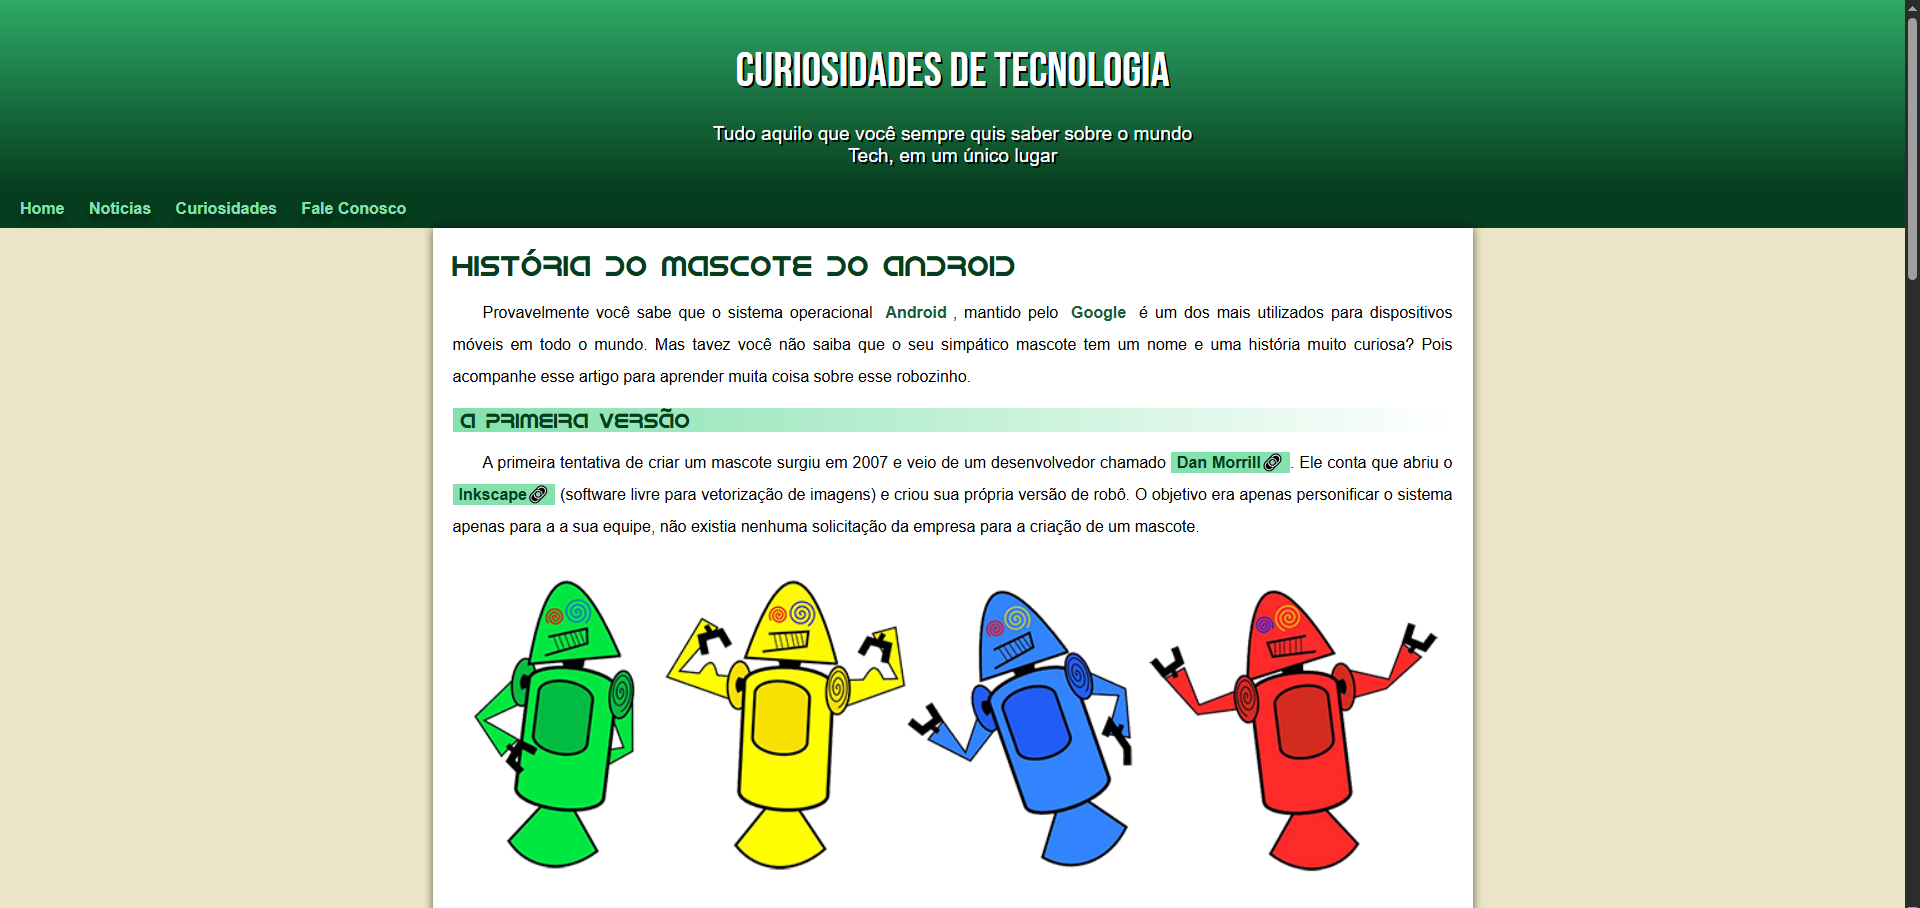 CURIOSIDADES DE TECNOLOGIA
Tudo aquilo que você sempre quis saber sobre o mundo
Tech, em um único lugar
Home Noticias Curiosidades Fale Conosco
HISTÓRIA DO MASCOTE DO ANDROID
Provavelmente você sabe que o sistema operacional Android , mantido pelo Google é um dos mais utilizados para dispositivos
móveis em todo o mundo. Mas tavez você não saiba que o seu simpático mascote tem um nome e uma história muito curiosa? Pois
acompanhe esse artigo para aprender muita coisa sobre esse robozinho.
A PRIMEIRA VERSÃO
A primeira tentativa de criar um mascote surgiu em 2007 e veio de um desenvolvedor chamado Dan Morrill . Ele conta que abriu o
Inkscape (software livre para vetorização de imagens) e criou sua própria versão de robô. O objetivo era apenas personificar o sistema
apenas para a a sua equipe, não existia nenhuma solicitação da empresa para a criação de um mascote.